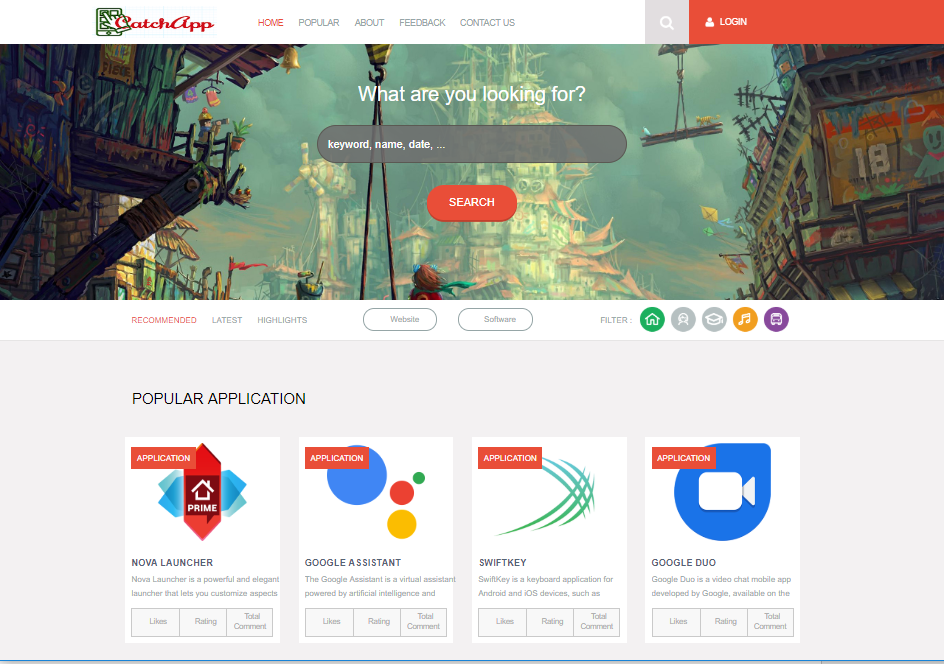 CatchApp
HOME POPULAR ABOUT FEEDBACK CONTACT US
LOGIN
What are you looking for?
keyword, name, date, ...
SEARCH
RECOMMENDED LATEST HIGHLIGHTS
Website
Software
FILTER :
POPULAR APPLICATION
APPLICATION
PRIME
NOVA LAUNCHER
Nova Launcher is a powerful and elegant
launcher that lets you customize aspects
Likes
Rating
Total
Comment
APPLICATION
GOOGLE ASSISTANT
The Google Assistant is a virtual assistant
powered by artificial intelligence and
Likes
Rating
Total
Comment
APPLICATION
SWIFTKEY
SwiftKey is a keyboard application for
Android and iOS devices, such as
Likes
Rating
Total
Comment
APPLICATION
GOOGLE DUO
Google Duo is a video chat mobile app
developed by Google, available on the
Likes
Rating
Total
Comment